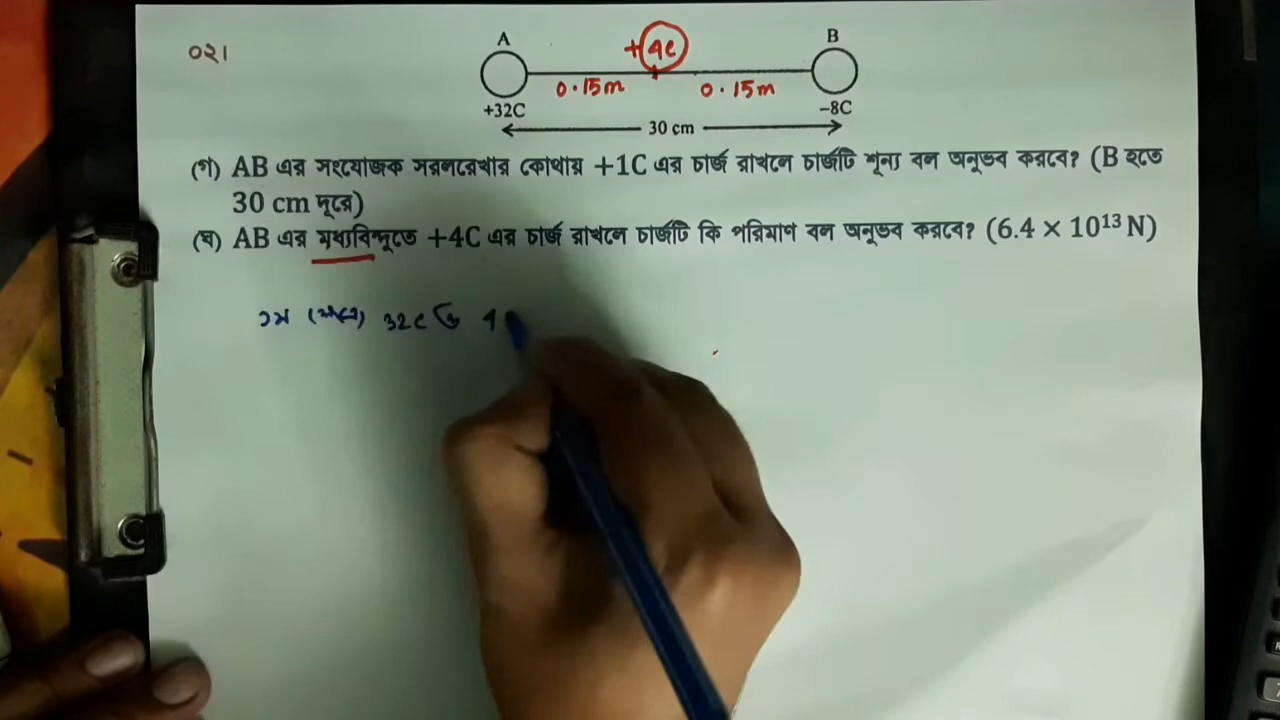 ০২।
A
B
+4C
0.15m
0.15m
+32C
−8C
30 cm
(গ) AB এর সংযোজক সরলরেখার কোথায় +1C এর চার্জ রাখলে চার্জটি শূন্য বল অনুভব করবে? (B হতে
30 cm দূরে)
(ঘ) AB এর মধ্যবিন্দুতে +4C এর চার্জ রাখলে চার্জটি কি পরিমাণ বল অনুভব করবে? (6.4 × 10¹³ N)
১ম ক্ষেত্রে 32C ও 4